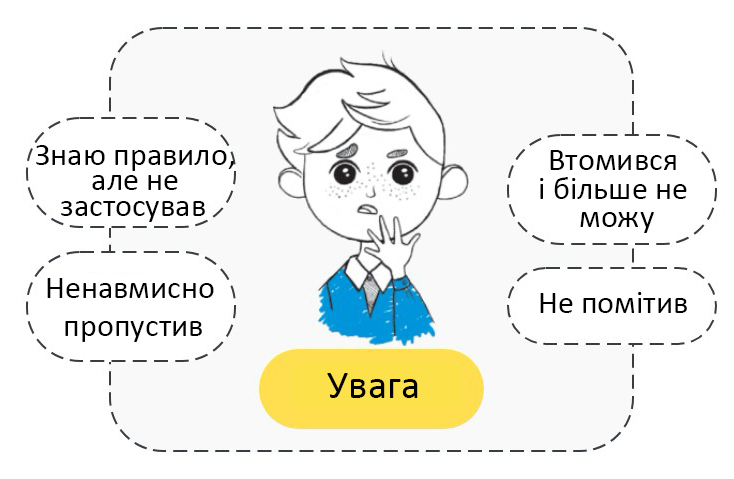 Знаю правило,
але не
застосував
Ненавмисно
пропустив
Втомився
і більше не
можу
Не помітив
Увага